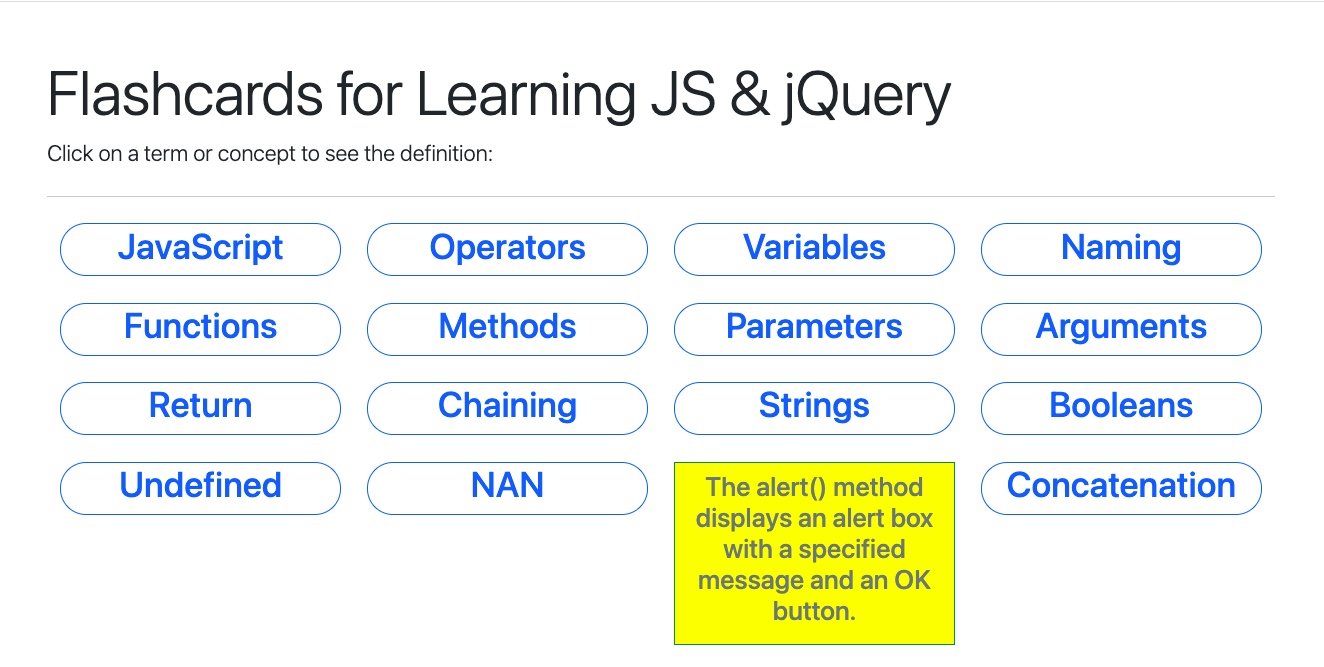 Flashcards for Learning JS & jQuery
Click on a term or concept to see the definition:
JavaScript
Operators
Variables
Naming
Functions
Methods
Parameters
Arguments
Return
Chaining
Strings
Booleans
Undefined
NAN
The alert() method
displays an alert box
with a specified
message and an OK
button.
Concatenation